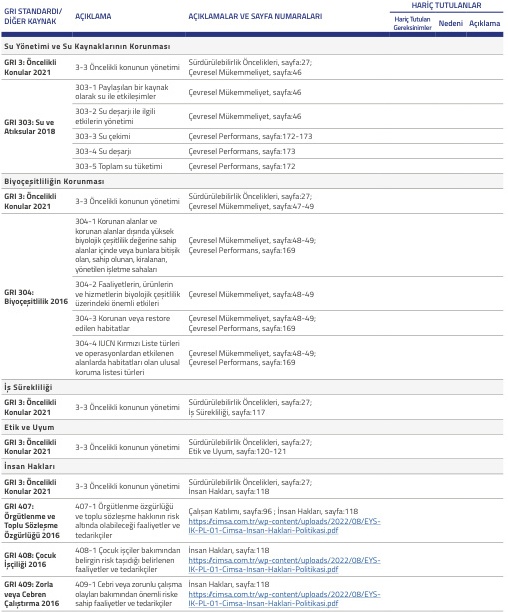 HARİÇ TUTULANLAR
GRI STANDARDI/
DİĞER KAYNAK
AÇIKLAMA
AÇIKLAMALAR VE SAYFA NUMARALARI
Hariç Tutulan
Gereksinimler
Nedeni
Açıklama
Su Yönetimi ve Su Kaynaklarının Korunması
GRI 3: Öncelikli
Konular 2021
3-3 Öncelikli konunun yönetimi
Sürdürülebilirlik Öncelikleri, sayfa:27;
Çevresel Mükemmeliyet, sayfa:46
GRI 303: Su ve
Atıksular 2018
303-1 Paylaşılan bir kaynak
olarak su ile etkileşimler
Çevresel Mükemmeliyet, sayfa:46
303-2 Su deşarjı ile ilgili
etkilerin yönetimi
Çevresel Mükemmeliyet, sayfa:46
303-3 Su çekimi
Çevresel Performans, sayfa:172-173
303-4 Su deşarjı
Çevresel Performans, sayfa:173
303-5 Toplam su tüketimi
Çevresel Performans, sayfa:172
Biyoçeşitliliğin Korunması
GRI 3: Öncelikli
Konular 2021
3-3 Öncelikli konunun yönetimi
Sürdürülebilirlik Öncelikleri, sayfa:27;
Çevresel Mükemmeliyet, sayfa:47-49
GRI 304:
Biyoçeşitlilik 2016
304-1 Korunan alanlar ve
korunan alanlar dışında yüksek
biyolojik çeşitlilik değerine sahip
alanlar içinde veya bunlara bitişik
olan, sahip olunan, kiralanan,
yönetilen işletme sahaları
Çevresel Mükemmeliyet, sayfa:48-49;
Çevresel Performans, sayfa:169
304-2 Faaliyetlerin, ürünlerin
ve hizmetlerin biyolojik çeşitlilik
üzerindeki önemli etkileri
Çevresel Mükemmeliyet, sayfa:48-49
304-3 Korunan veya restore
edilen habitatlar
Çevresel Mükemmeliyet, sayfa:48-49;
Çevresel Performans, sayfa:169
304-4 IUCN Kırmızı Liste türleri
ve operasyonlardan etkilenen
alanlarda habitatları olan ulusal
koruma listesi türleri
Çevresel Mükemmeliyet, sayfa:48-49;
Çevresel Performans, sayfa:169
İş Sürekliliği
GRI 3: Öncelikli
Konular 2021
3-3 Öncelikli konunun yönetimi
Sürdürülebilirlik Öncelikleri, sayfa:27;
İş Sürekliliği, sayfa:117
Etik ve Uyum
GRI 3: Öncelikli
Konular 2021
3-3 Öncelikli konunun yönetimi
Sürdürülebilirlik Öncelikleri, sayfa:27;
Etik ve Uyum, sayfa:120-121
İnsan Hakları
GRI 3: Öncelikli
Konular 2021
3-3 Öncelikli konunun yönetimi
Sürdürülebilirlik Öncelikleri, sayfa:27;
İnsan Hakları, sayfa:118
GRI 407:
Örgütlenme ve
Toplu Sözleşme
Özgürlüğü 2016
407-1 Örgütlenme özgürlüğü
ve toplu sözleşme hakkının risk
altında olabileceği faaliyetler ve
tedarikçiler
Çalışan Katılımı, sayfa:96 ; İnsan Hakları, sayfa:118
https://cimsa.com.tr/wp-content/uploads/2022/08/EYS-
IK-PL-01-Cimsa-Insan-Haklari-Politikasi.pdf
GRI 408: Çocuk
İşçiliği 2016
408-1 Çocuk işçiler bakımından
belirgin risk taşıdığı belirlenen
faaliyetler ve tedarikçiler
İnsan Hakları, sayfa:118
https://cimsa.com.tr/wp-content/uploads/2022/08/EYS-
IK-PL-01-Cimsa-Insan-Haklari-Politikasi.pdf
GRI 409: Zorla
veya Cebren
Çalıştırma 2016
409-1 Cebri veya zorunlu çalışma
olayları bakımından önemli riske
sahip faaliyetler ve tedarikçiler
İnsan Hakları, sayfa:118
https://cimsa.com.tr/wp-content/uploads/2022/08/EYS-
IK-PL-01-Cimsa-Insan-Haklari-Politikasi.pdf